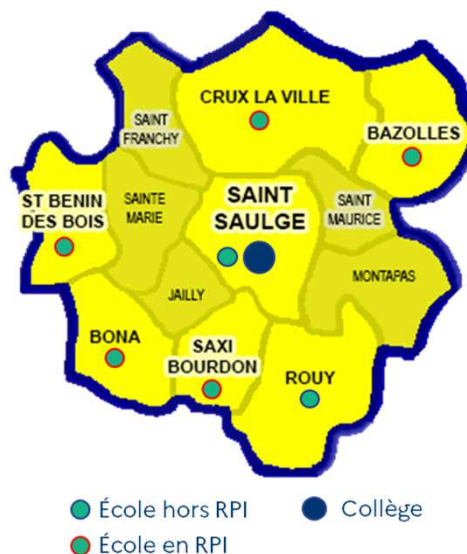 CRUX LA VILLE
SAINT
FRANCHY
BAZOLLES
ST BENIN
DES BOIS
SAINTE
MARIE
SAINT
SAULGE
SAINT
MAURICE
MONTAPAS
JAILLY
BONA
SAXI
BOURDON
ROUY
École hors RPI
Collège
École en RPI